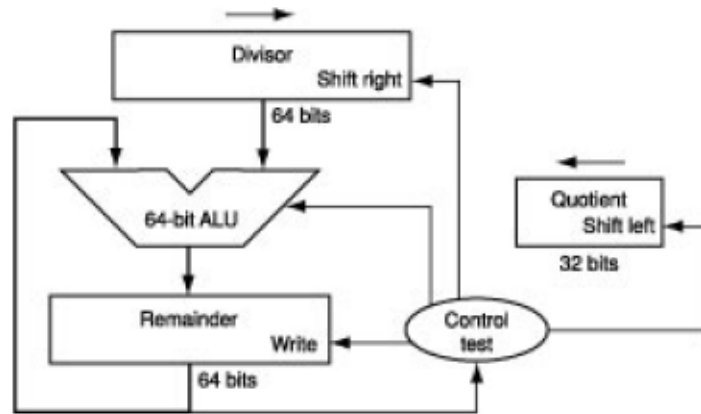 Divisor
Shift right
64 bits
64-bit ALU
Quotient
Shift left
32 bits
Remainder
Write
Control
test
64 bits